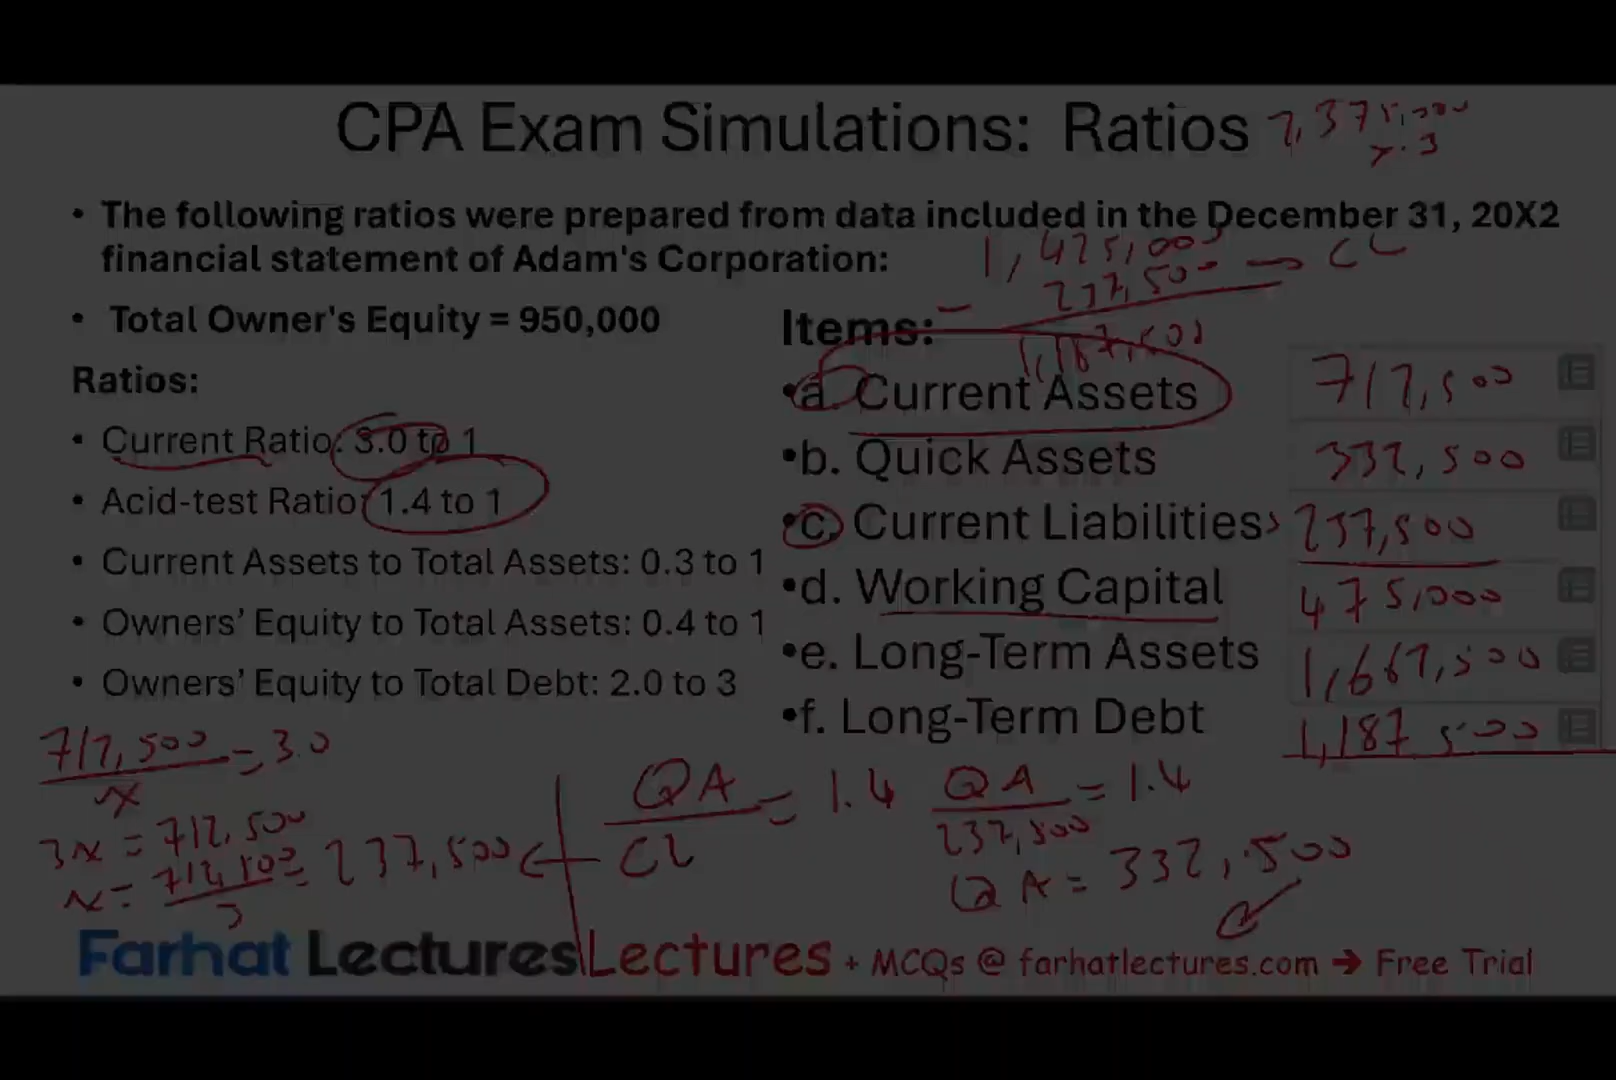 CPA Exam Simulations: Ratios
• The following ratios were prepared from data included in the December 31, 20X2
financial statement of Adam's Corporation:
• Total Owner's Equity = 950,000
Ratios:
• Current Ratio: 3.0 to 1
• Acid-test Ratio: 1.4 to 1
• Current Assets to Total Assets: 0.3 to 1
• Owners' Equity to Total Assets: 0.4 to 1
• Owners' Equity to Total Debt: 2.0 to 3
2,375,000
x .3
1,425,000
- 237,500 → CL
1,187,500
Items:
•a. Current Assets 712,500
•b. Quick Assets 332,500
•c. Current Liabilities 237,500
•d. Working Capital 475,000
•e. Long-Term Assets 1,667,500
•f. Long-Term Debt 1,187,500
712,500 = 3.0
x
3x = 712,500
x = 712,500 = 237,500
3
QA = 1.4
CL
QA = 1.4
237,500
QA = 332,500
Farhat Lectures Lectures + MCQs @ farhatlectures.com → Free Trial